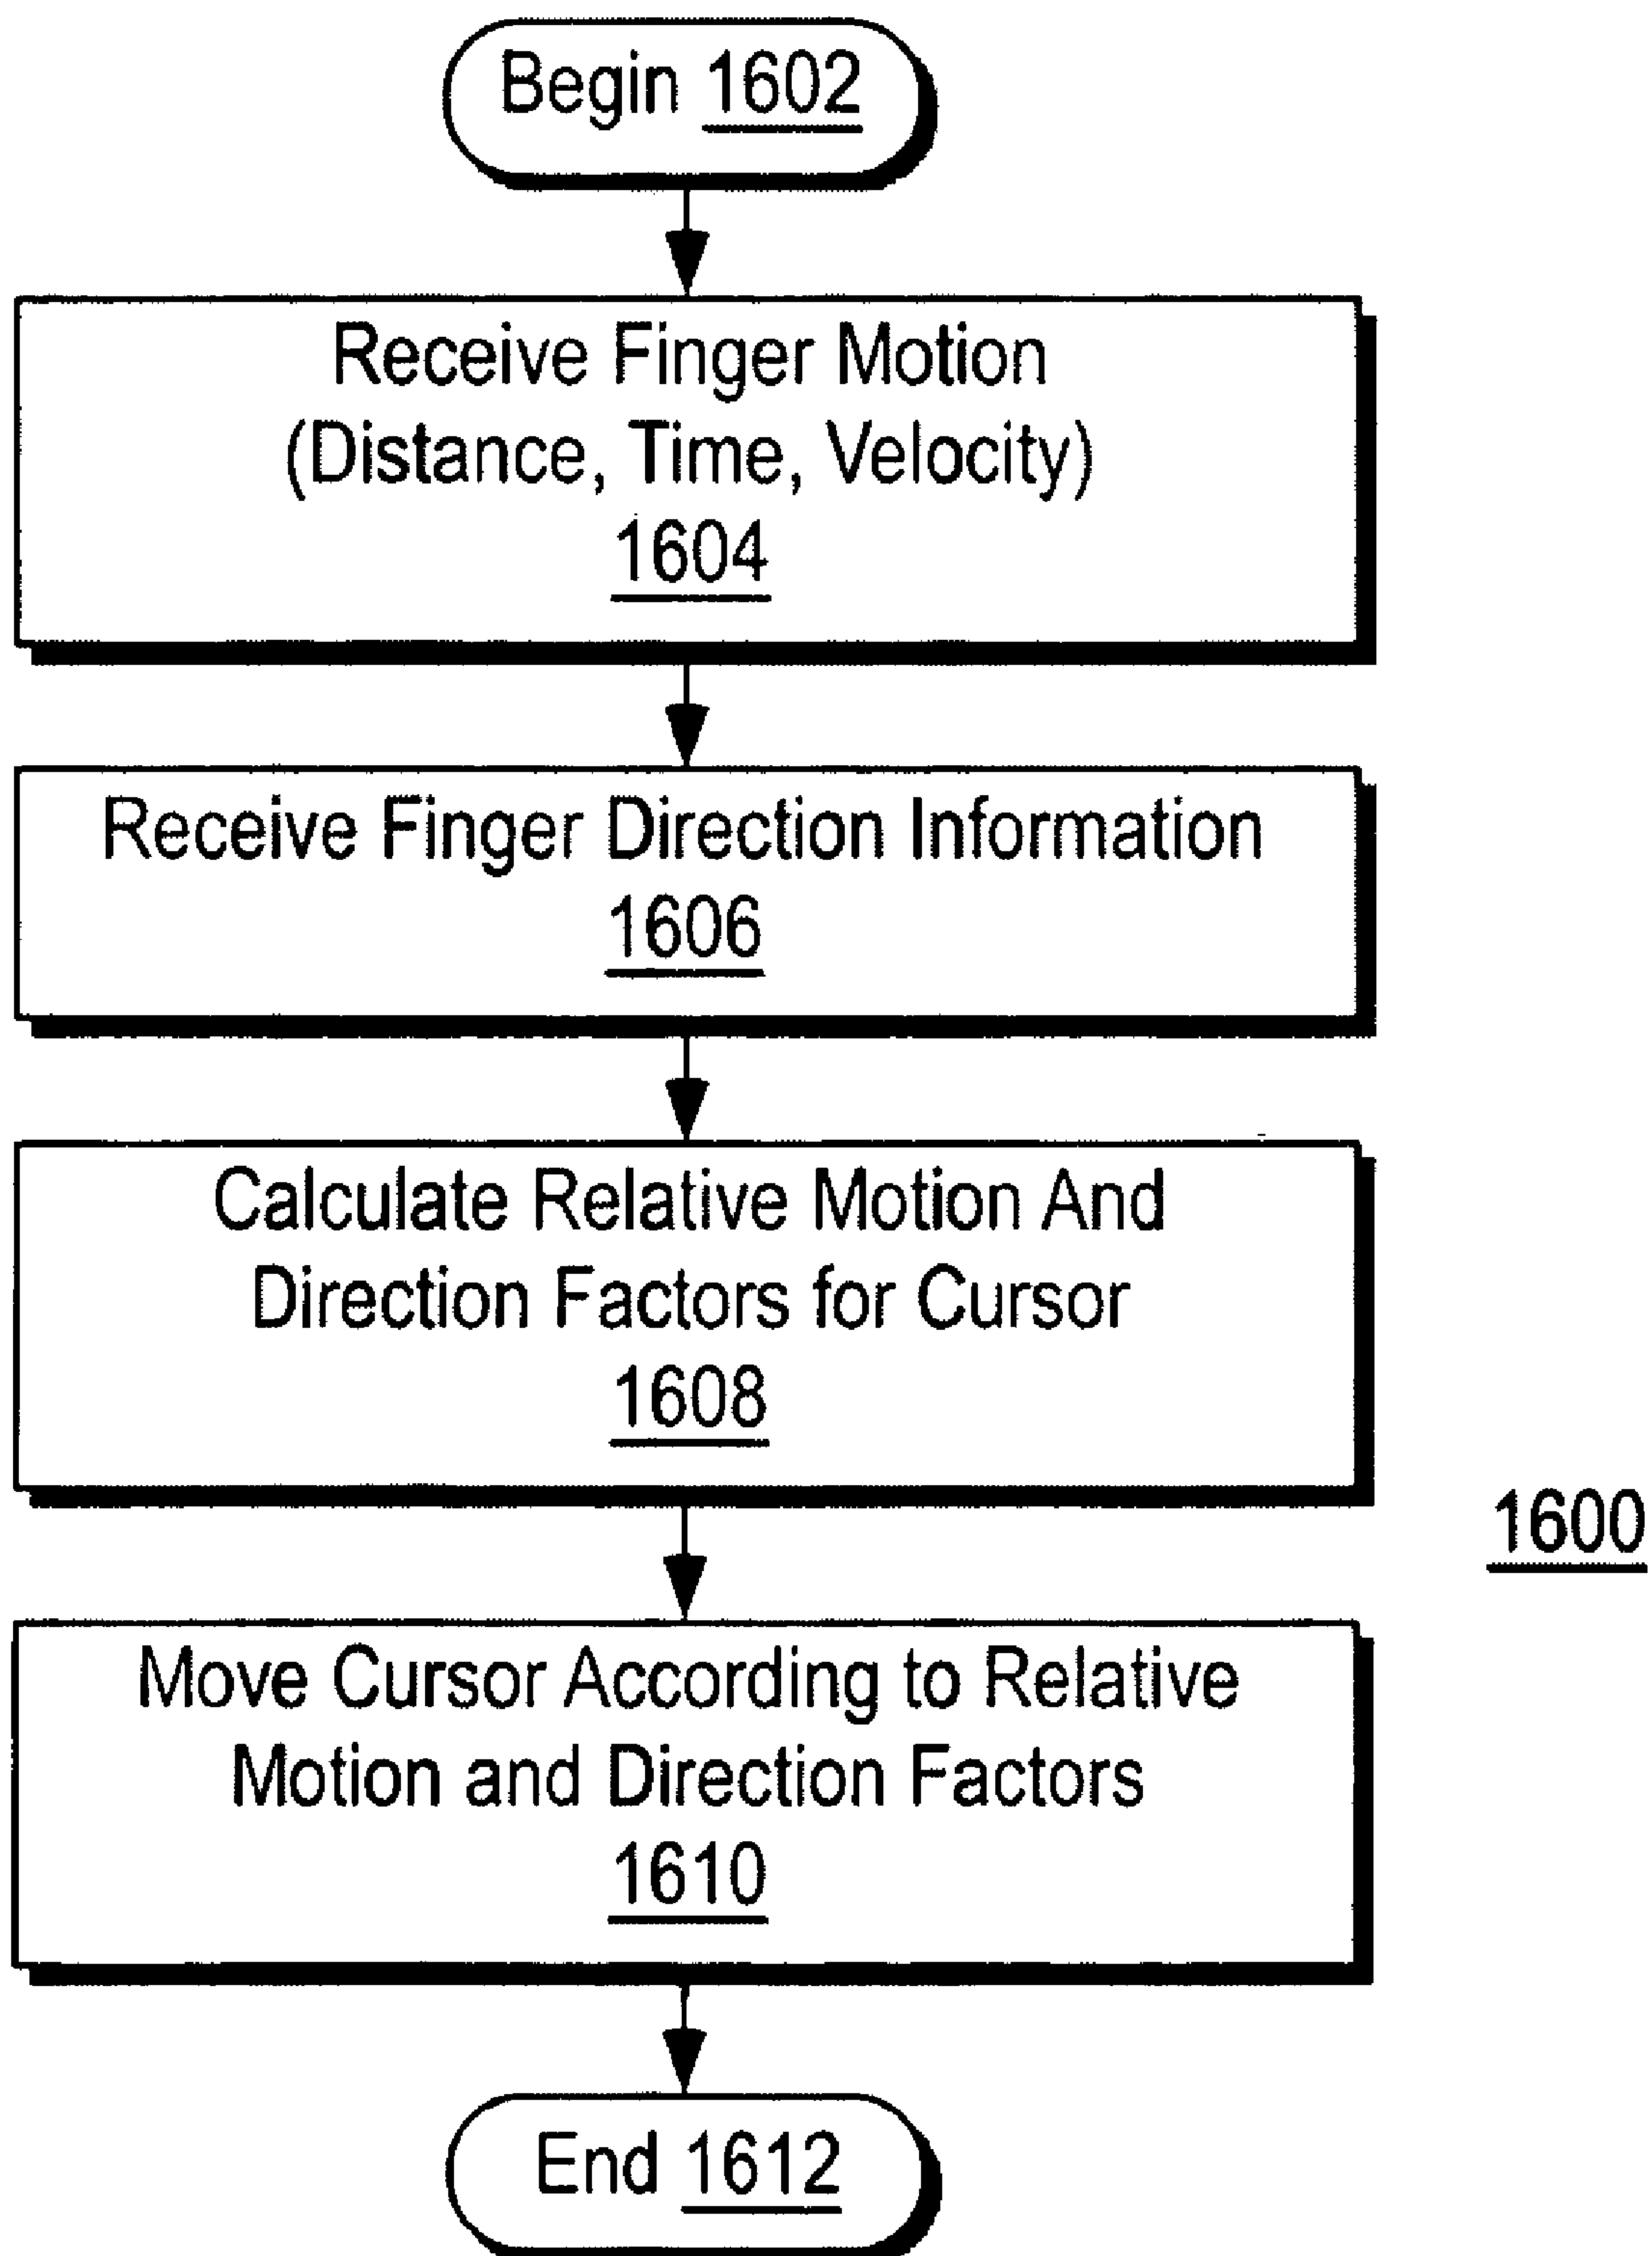 Begin 1602
Receive Finger Motion
(Distance, Time, Velocity)
1604
Receive Finger Direction Information
1606
Calculate Relative Motion And
Direction Factors for Cursor
1608
1600
Move Cursor According to Relative
Motion and Direction Factors
1610
End 1612